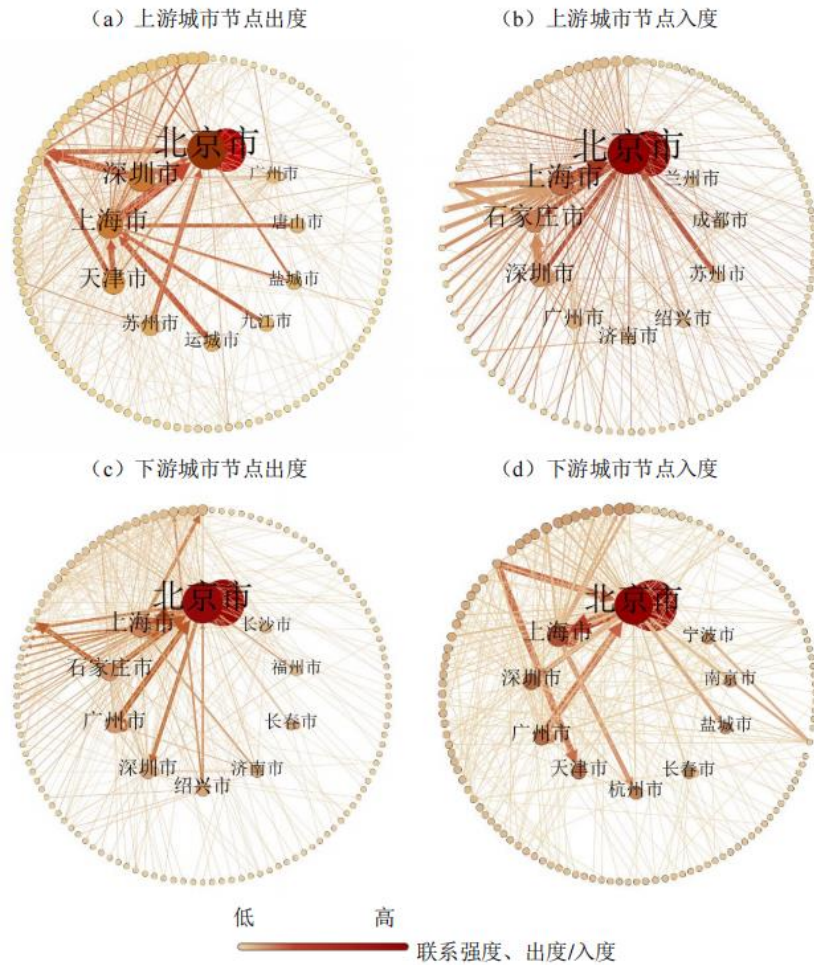 （a）上游城市节点出度
北京市
深圳市
广州市
上海市
唐山市
天津市
盐城市
苏州市
九江市
运城市
（b）上游城市节点入度
北京市
上海市
兰州市
石家庄市
成都市
深圳市
苏州市
广州市
绍兴市
济南市
（c）下游城市节点出度
北京市
上海市
长沙市
石家庄市
福州市
广州市
长春市
深圳市
济南市
绍兴市
（d）下游城市节点入度
北京市
上海市
宁波市
深圳市
南京市
广州市
盐城市
天津市
长春市
杭州市
低
高
联系强度、出度/入度